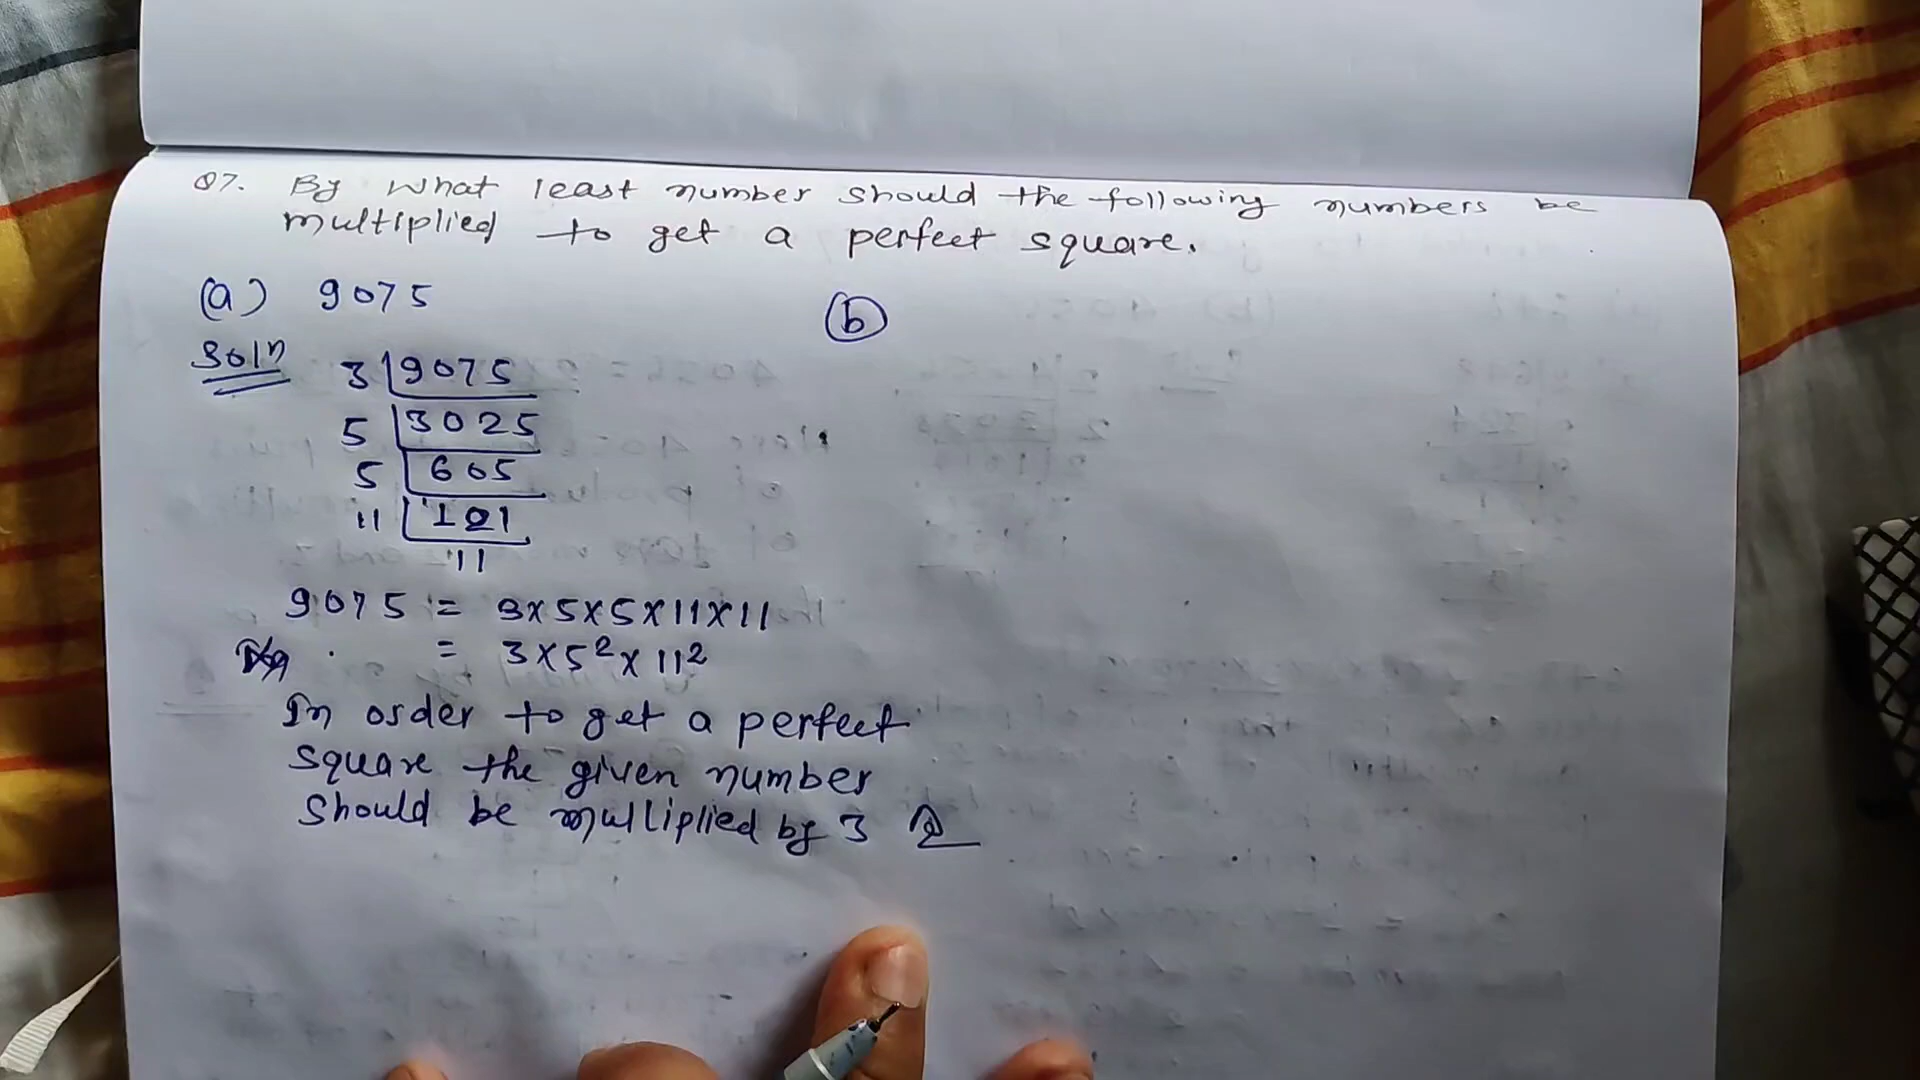 Q7. By what least number should the following numbers be
multiplied to get a perfect square.
(a) 9075
(b)
Soln
3 | 9075
5 | 3025
5 | 605
11 | 121
11
9075 = 3×5×5×11×11
= 3×5²×11²
In order to get a perfect
square the given number
should be multiplied by 3